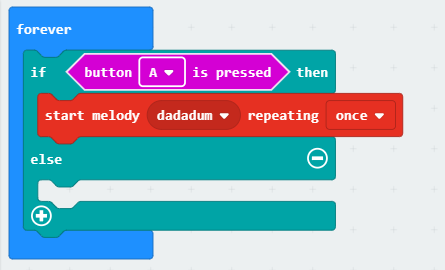 forever
if button A is pressed then
start melody dadadum repeating once
else